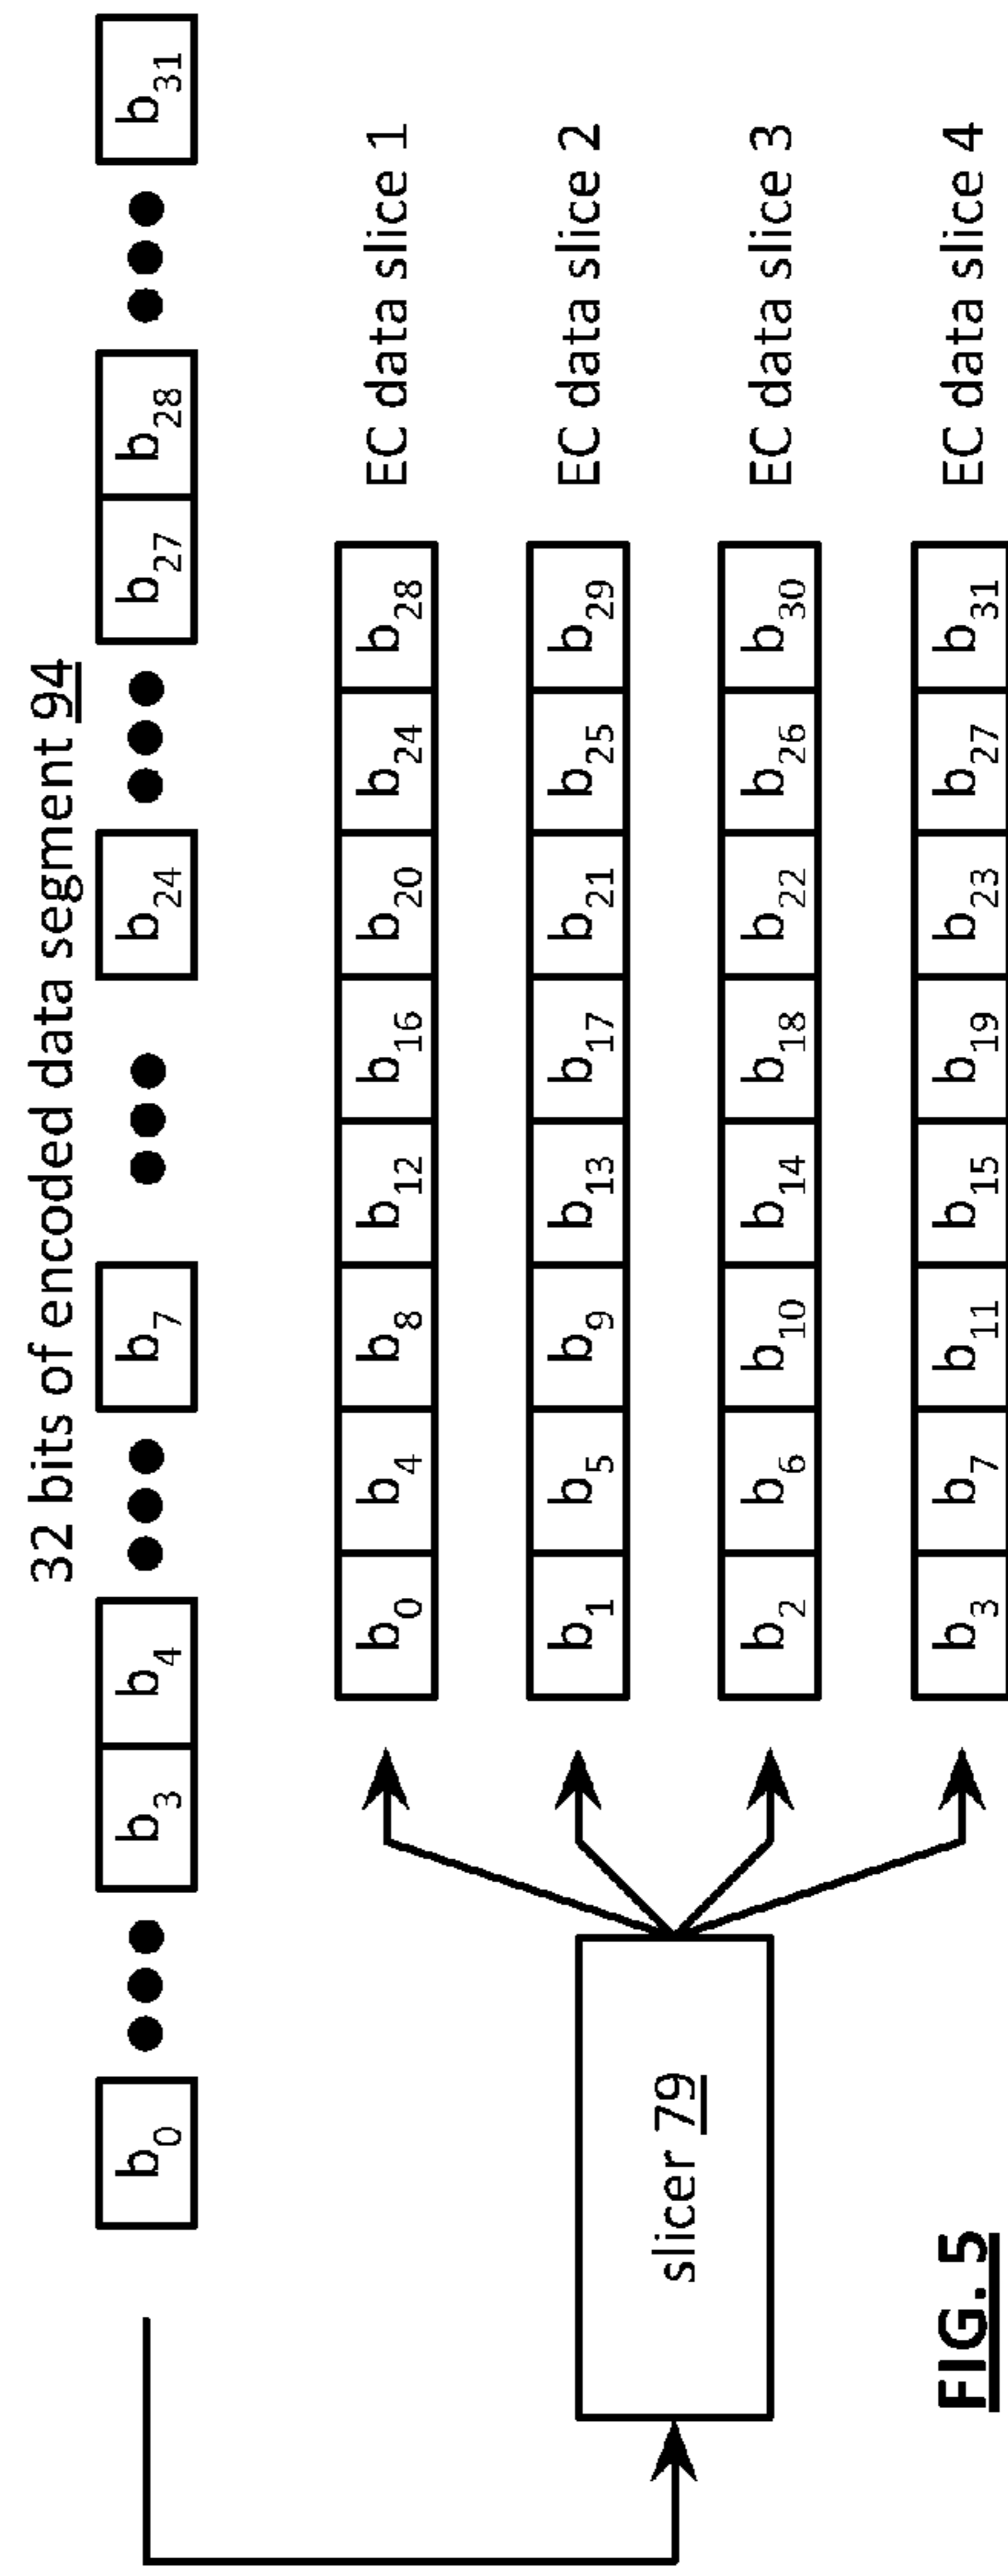 32 bits of encoded data segment 94
b0 ••• b3 b4 ••• b7 ••• b24 ••• b27 b28 ••• b31
b0 b4 b8 b12 b16 b20 b24 b28 EC data slice 1
b1 b5 b9 b13 b17 b21 b25 b29 EC data slice 2
slicer 79
b2 b6 b10 b14 b18 b22 b26 b30 EC data slice 3
b3 b7 b11 b15 b19 b23 b27 b31 EC data slice 4
FIG. 5